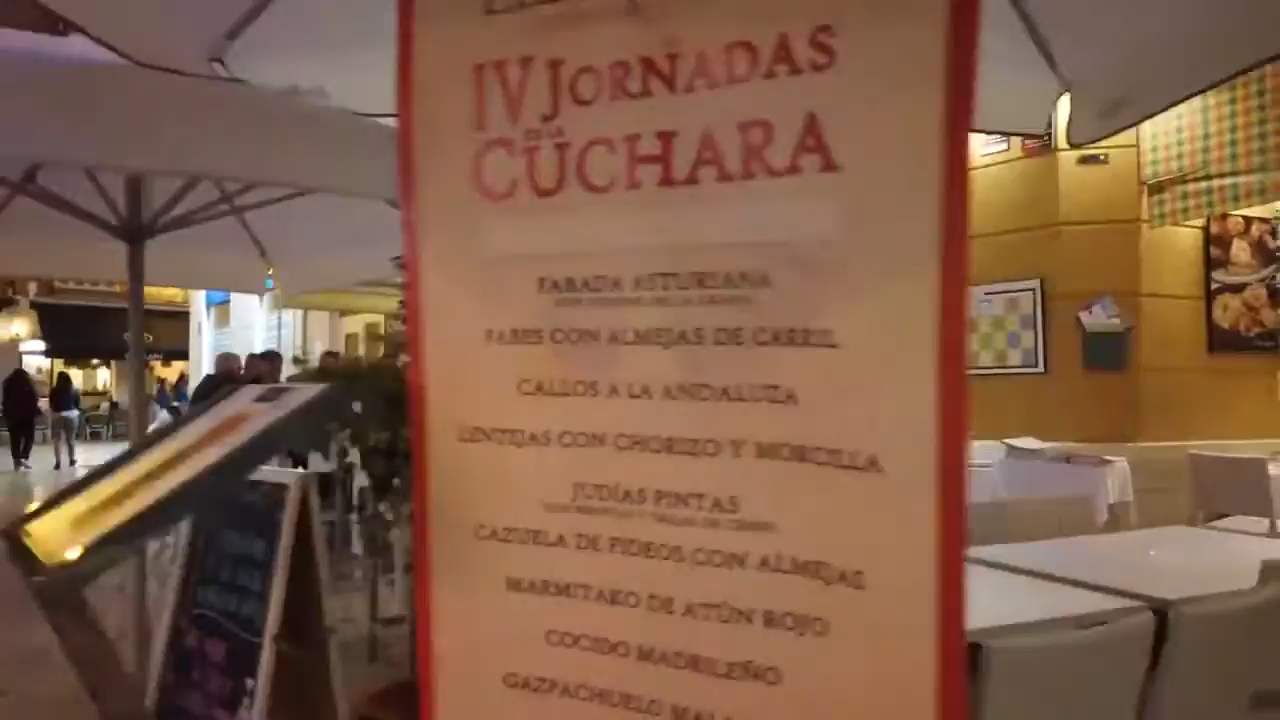 IV JORNADAS
DE LA
CUCHARA
FABADA ASTURIANA
FABES CON ALMEJAS DE CARRIL
CALLOS A LA ANDALUZA
LENTEJAS CON CHORIZO Y MORCILLA
JUDÍAS PINTAS
CAZUELA DE FIDEOS CON ALMEJAS
MARMITAKO DE ATÚN ROJO
COCIDO MADRILEÑO
GAZPACHUELO